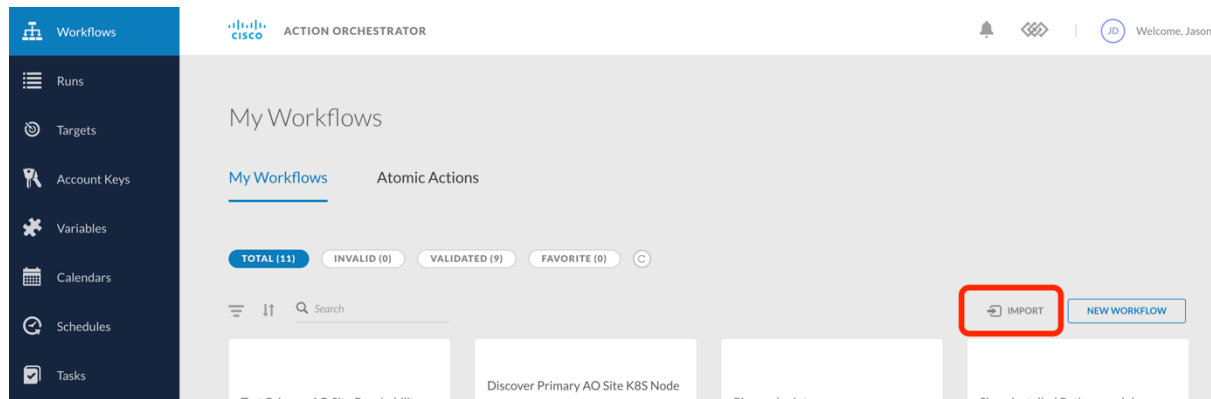 Workflows
CISCO ACTION ORCHESTRATOR
JD Welcome, Jason
Runs
Targets
Account Keys
Variables
Calendars
Schedules
Tasks
My Workflows
My Workflows Atomic Actions
TOTAL (11) INVALID (0) VALIDATED (9) FAVORITE (0) C
Search
IMPORT NEW WORKFLOW
Discover Primary AO Site K8S Node